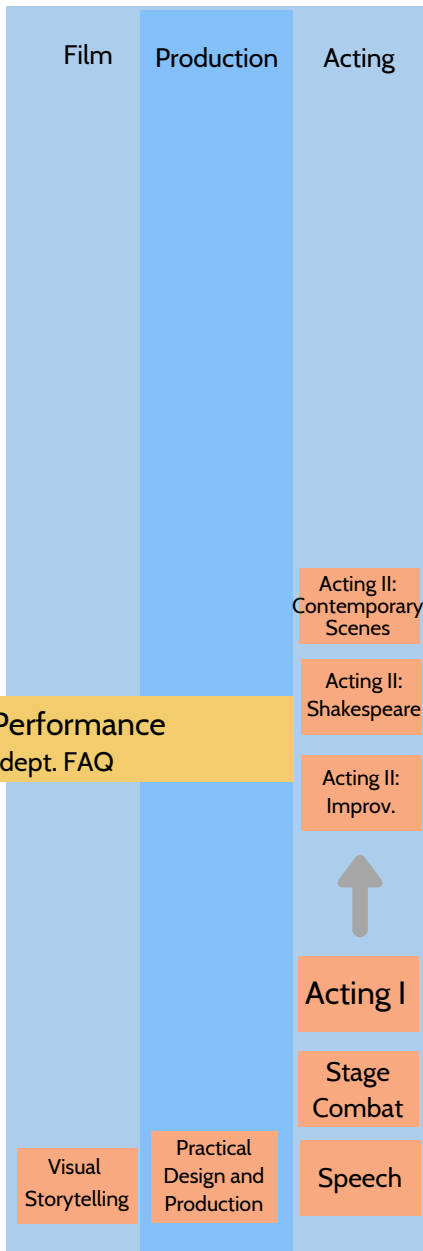 Film
Production
Acting
Acting II:
Contemporary
Scenes
Acting II:
Shakespeare
Performance
dept. FAQ
Acting II:
Improv.
Acting I
Stage
Combat
Visual
Storytelling
Practical
Design and
Production
Speech